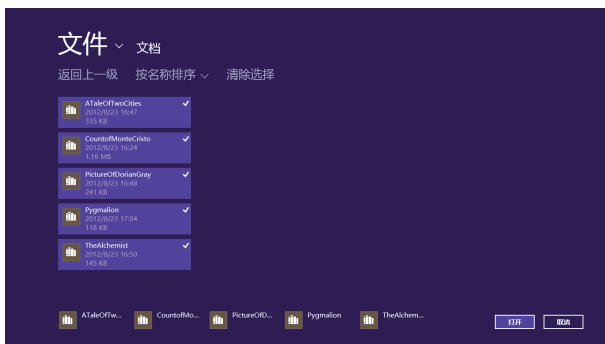 文件 文档
返回上一级 按名称排序 清除选择
ATaleOfTwoCities
2012/8/23 16:47
335 KB
CountofMonteCristo
2012/8/23 16:24
1.16 MB
PictureOfDorianGray
2012/8/23 16:48
241 KB
Pygmalion
2012/8/23 17:04
118 KB
TheAlchemist
2012/8/23 16:50
145 KB
ATaleOfTw... CountofMo... PictureOfD... Pygmalion TheAlchem...
打开 取消